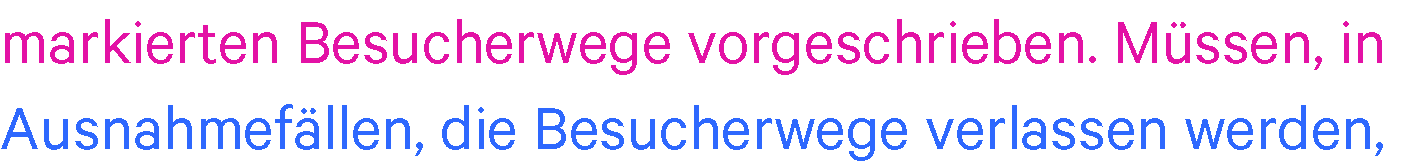 markierten Besucherwege vorgeschrieben. Müssen, in
Ausnahmefällen, die Besucherwege verlassen werden,